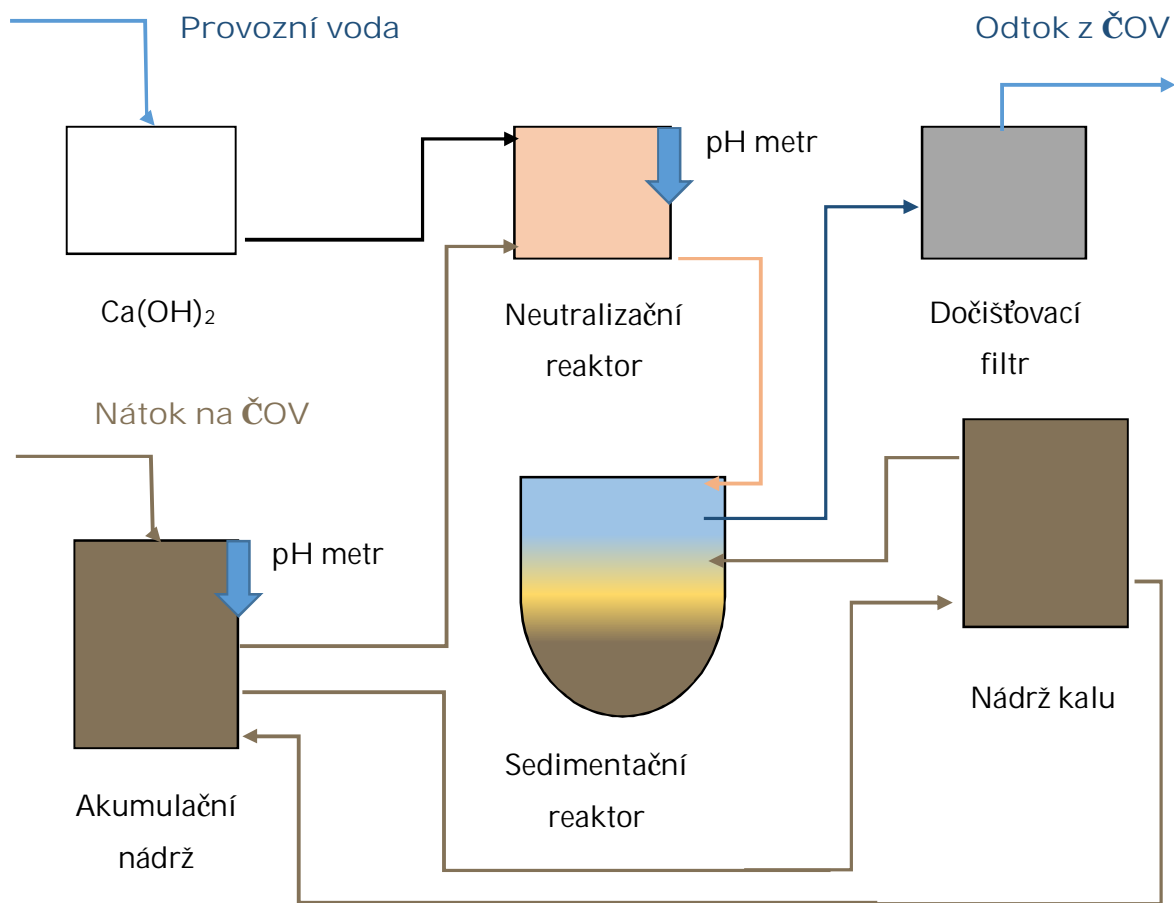 Provozní voda
Odtok z ČOV
pH metr
Ca(OH)₂
Neutralizační
reaktor
Dočišťovací
filtr
Nátok na ČOV
pH metr
Nádrž kalu
Sedimentační
reaktor
Akumulační
nádrž